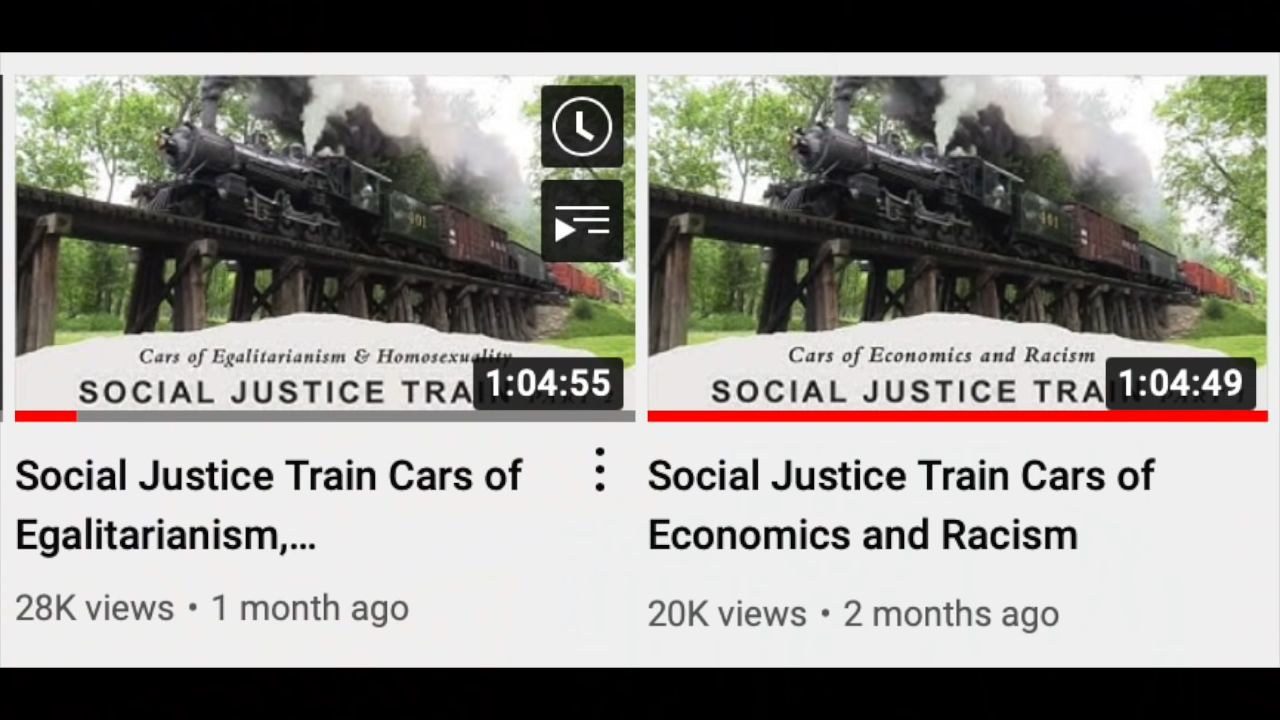 Cars of Egalitarianism & Homosexuality
SOCIAL JUSTICE
1:04:55
Social Justice Train Cars of
Egalitarianism,...
28K views • 1 month ago
Cars of Economics and Racism
SOCIAL JUSTICE
1:04:49
Social Justice Train Cars of
Economics and Racism
20K views • 2 months ago